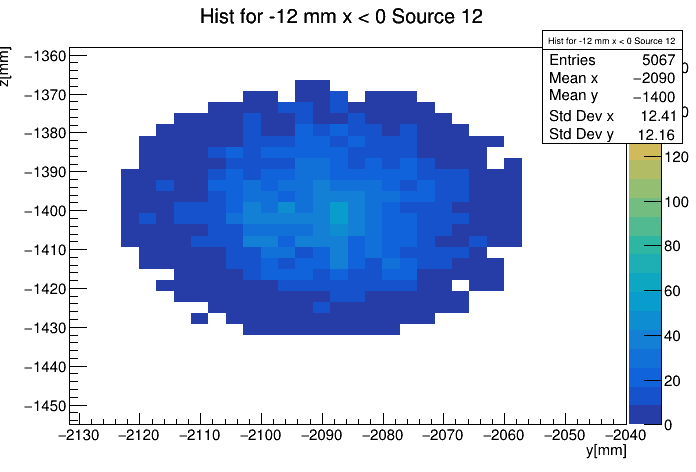 Hist for -12 mm x < 0 Source 12
z[mm]
Hist for -12 mm x < 0 Source 12
Entries 5067
Mean x −2090
Mean y −1400
Std Dev x 12.41
Std Dev y 12.16
−1360
−1370
−1380
−1390
−1400
−1410
−1420
−1430
−1440
−1450
120
100
80
60
40
20
0
−2130 −2120 −2110 −2100 −2090 −2080 −2070 −2060 −2050 −2040
y[mm]